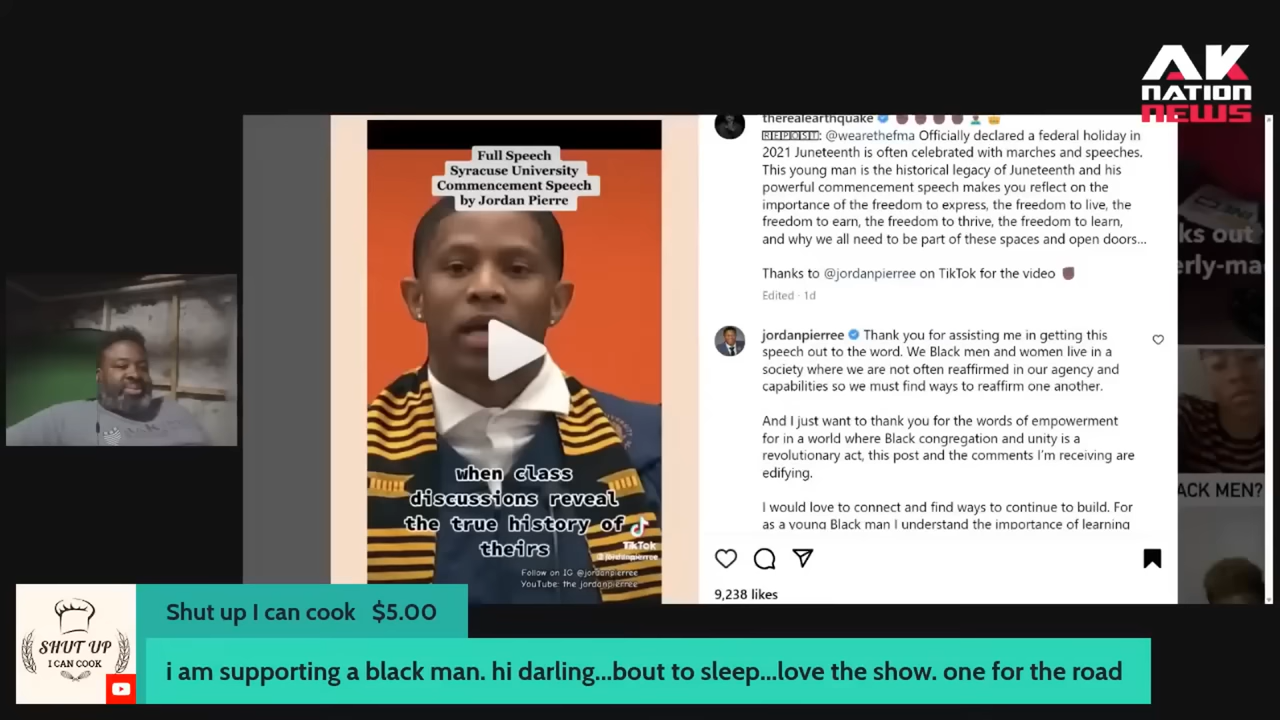 AK
NATION
NEWS
therealearthquake
REPOST: @wearethefma Officially declared a federal holiday in
2021 Juneteenth is often celebrated with marches and speeches.
This young man is the historical legacy of Juneteenth and his
powerful commencement speech makes you reflect on the
importance of the freedom to express, the freedom to live, the
freedom to earn, the freedom to thrive, the freedom to learn,
and why we all need to be part of these spaces and open doors...
Thanks to @jordanpierree on TikTok for the video
Edited · 1d
jordanpierree Thank you for assisting me in getting this
speech out to the word. We Black men and women live in a
society where we are not often reaffirmed in our agency and
capabilities so we must find ways to reaffirm one another.
And I just want to thank you for the words of empowerment
for in a world where Black congregation and unity is a
revolutionary act, this post and the comments I'm receiving are
edifying.
I would love to connect and find ways to continue to build. For
as a young Black man I understand the importance of learning
9,238 likes
Full Speech
Syracuse University
Commencement Speech
by Jordan Pierre
when class
discussions reveal
the true history of
theirs
TikTok
@jordanpierree
Follow on IG @jordanpierree
YouTube: the jordanpierree
ks out
erly-ma
ACK MEN?
SHUT UP
I CAN COOK
Shut up I can cook $5.00
i am supporting a black man. hi darling...bout to sleep...love the show. one for the road